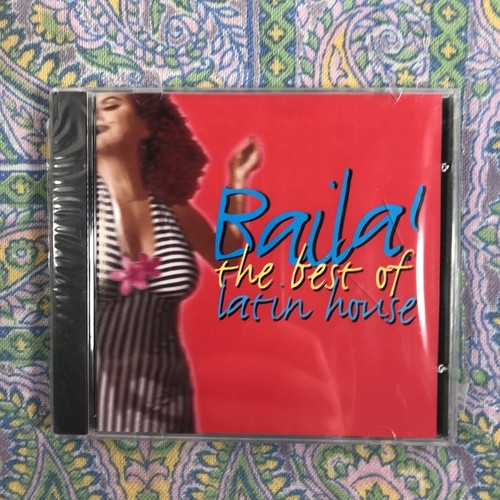 Baila!
the best of
latin house